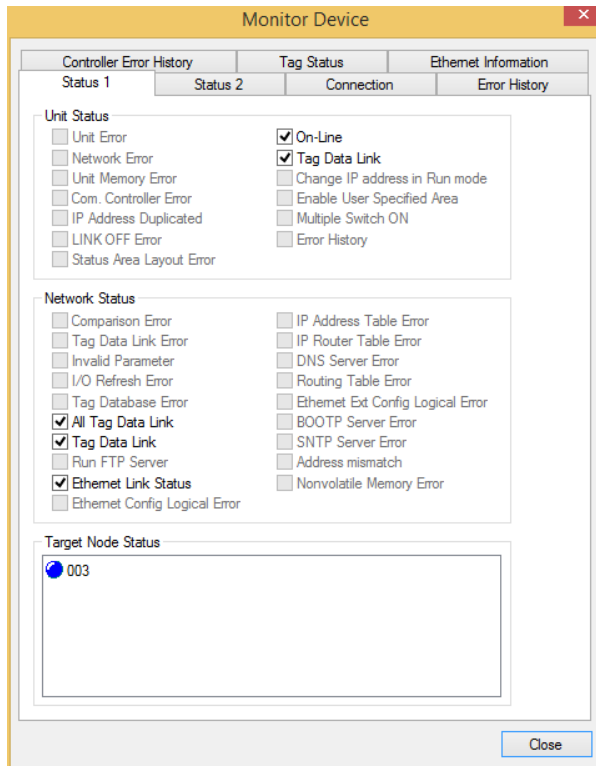 Monitor Device
Controller Error History
Tag Status
Ethernet Information
Status 1
Status 2
Connection
Error History
Unit Status
Unit Error
On-Line
Network Error
Tag Data Link
Unit Memory Error
Change IP address in Run mode
Com. Controller Error
Enable User Specified Area
IP Address Duplicated
Multiple Switch ON
LINK OFF Error
Error History
Status Area Layout Error
Network Status
Comparison Error
IP Address Table Error
Tag Data Link Error
IP Router Table Error
Invalid Parameter
DNS Server Error
I/O Refresh Error
Routing Table Error
Tag Database Error
Ethernet Ext Config Logical Error
All Tag Data Link
BOOTP Server Error
Tag Data Link
SNTP Server Error
Run FTP Server
Address mismatch
Ethernet Link Status
Nonvolatile Memory Error
Ethernet Config Logical Error
Target Node Status
003
Close